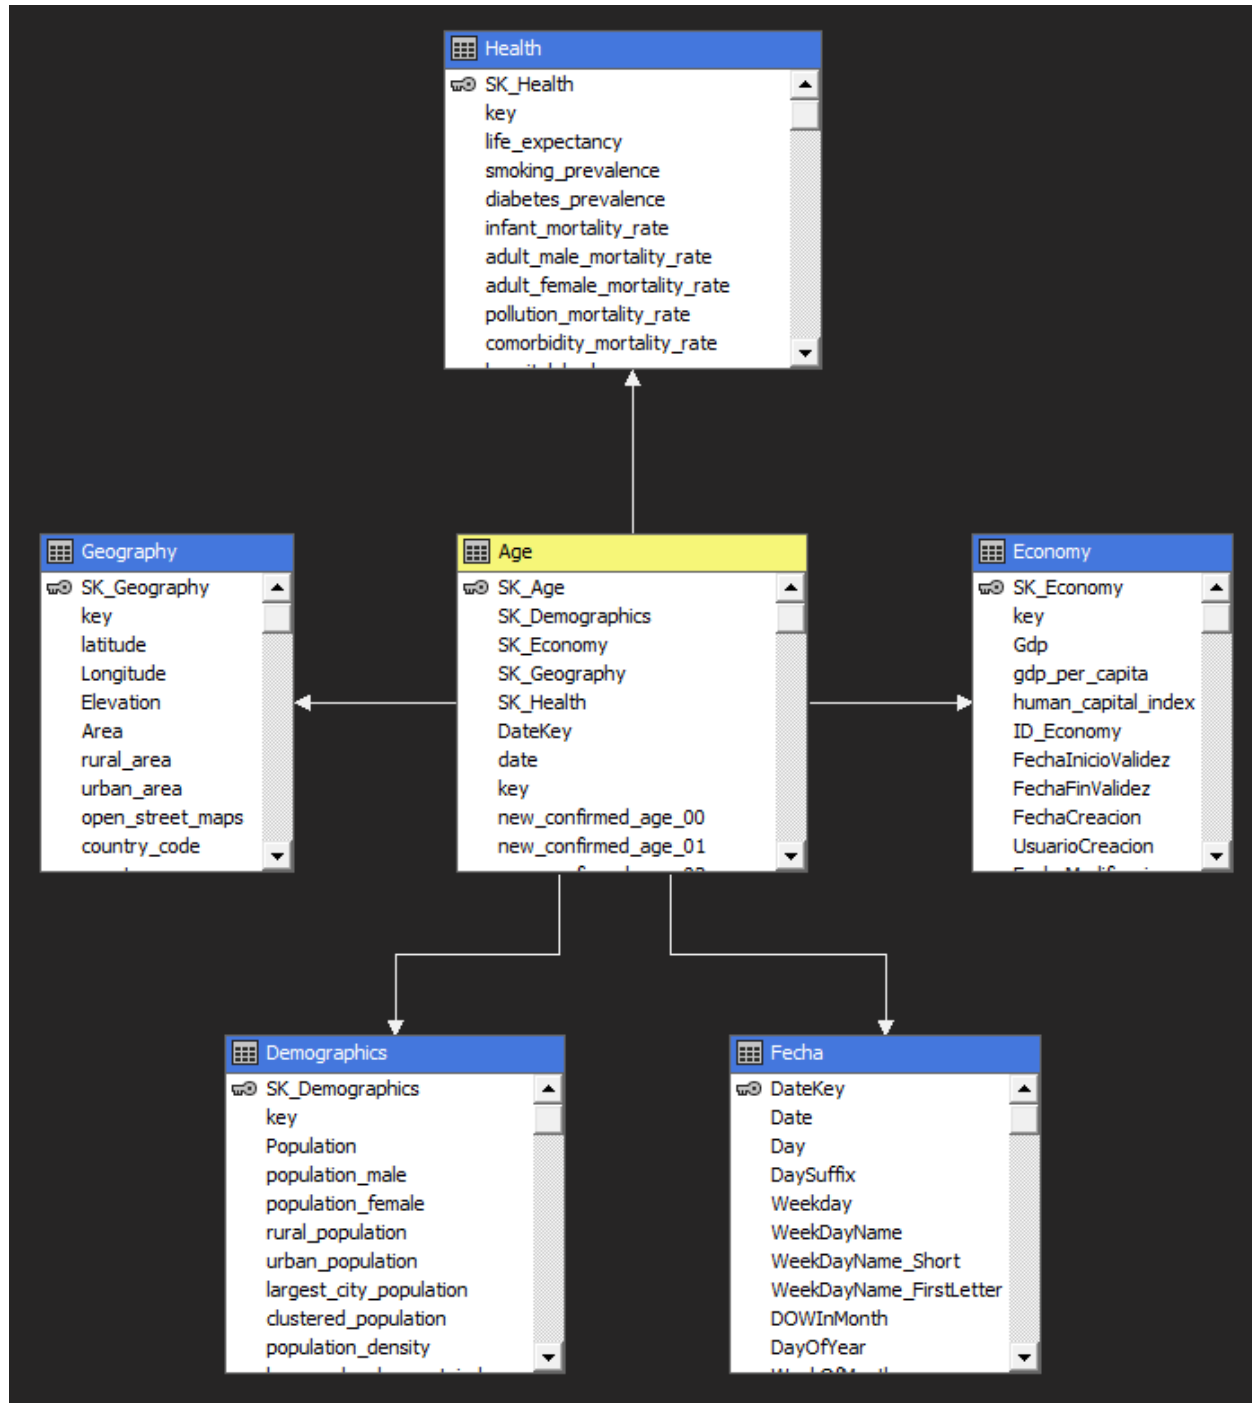 Health
SK_Health
key
life_expectancy
smoking_prevalence
diabetes_prevalence
infant_mortality_rate
adult_male_mortality_rate
adult_female_mortality_rate
pollution_mortality_rate
comorbidity_mortality_rate
Geography
SK_Geography
key
latitude
Longitude
Elevation
Area
rural_area
urban_area
open_street_maps
country_code
Age
SK_Age
SK_Demographics
SK_Economy
SK_Geography
SK_Health
DateKey
date
key
new_confirmed_age_00
new_confirmed_age_01
Economy
SK_Economy
key
Gdp
gdp_per_capita
human_capital_index
ID_Economy
FechaInicioValidez
FechaFinValidez
FechaCreacion
UsuarioCreacion
Demographics
SK_Demographics
key
Population
population_male
population_female
rural_population
urban_population
largest_city_population
clustered_population
population_density
Fecha
DateKey
Date
Day
DaySuffix
Weekday
WeekDayName
WeekDayName_Short
WeekDayName_FirstLetter
DOWInMonth
DayOfYear